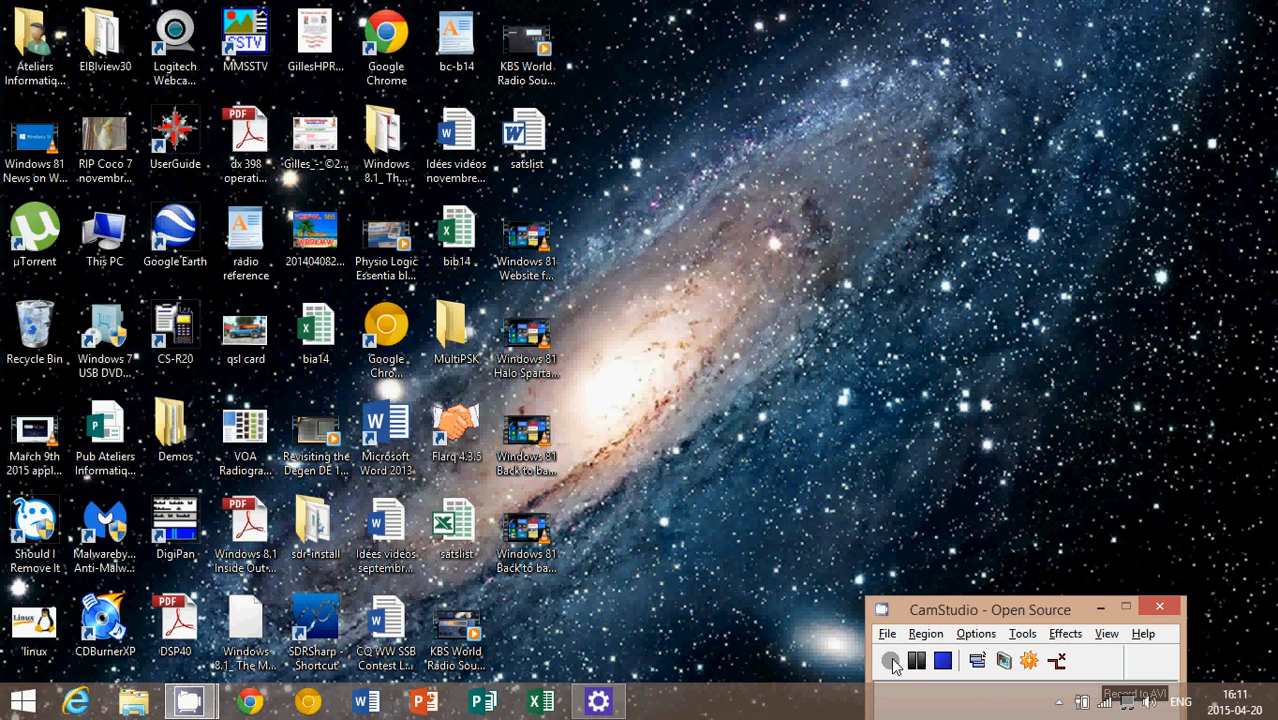 Ateliers
Informatiq...
EIBIview30
Logitech
Webca...
SSTV
MMSSTV
GillesHPR...
Google
Chrome
bc-b14
KBS World
Radio Sou...
Windows 81
News on W...
RIP Coco 7
novembr...
UserGuide
PDF
dx 398
operati...
Gilles_-_©2...
Windows
8.1_ Th...
Idées vidéos
novembre...
satslist
µTorrent
This PC
Google Earth
radio
reference
201404082...
Physio Logic
Essentia bl...
bib14
Windows 81
Website f...
Recycle Bin
Windows 7
USB DVD...
CS-R20
qsl card
bia14
Google
Chro...
MultiPSK
Windows 81
Halo Sparta...
March 9th
2015 appl...
Pub Ateliers
Informatiq...
Demos
VOA
Radiogra...
Revisiting the
Degen DE 1...
Microsoft
Word 2013
Flarq 4.3.5
Windows 81
Back to ba...
Should I
Remove It
Malwareby...
Anti-Malw...
DigiPan
PDF
Windows 8.1
Inside Out-...
sdr-install
Idées vidéos
septembr...
satslist
Windows 81
Back to ba...
Linux
'linux
CDBurnerXP
PDF
DSP40
Windows
8.1_ The M...
SDRSharp -
Shortcut'
CQ WW SSB
Contest L...
KBS World
Radio Sou...
CamStudio - Open Source
File Region Options Tools Effects View Help
Record to AVI
ENG
16:11
2015-04-20